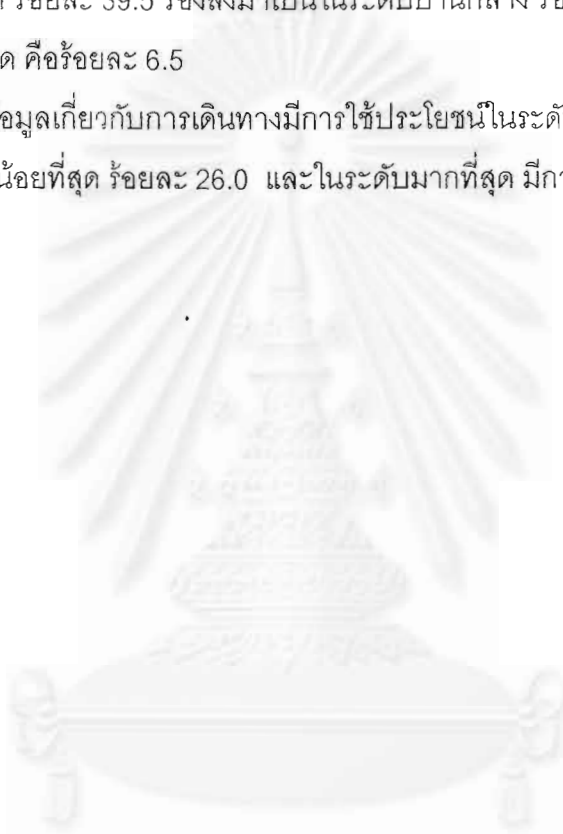 ร้อยละ 39.5 รองลงมาเป็นในระดับปานกลาง
ด คือร้อยละ 6.5
อมูลเกี่ยวกับการเดินทางมีการใช้ประโยชน์ในระดั
น้อยที่สุด ร้อยละ 26.0 และในระดับมากที่สุด มีกา